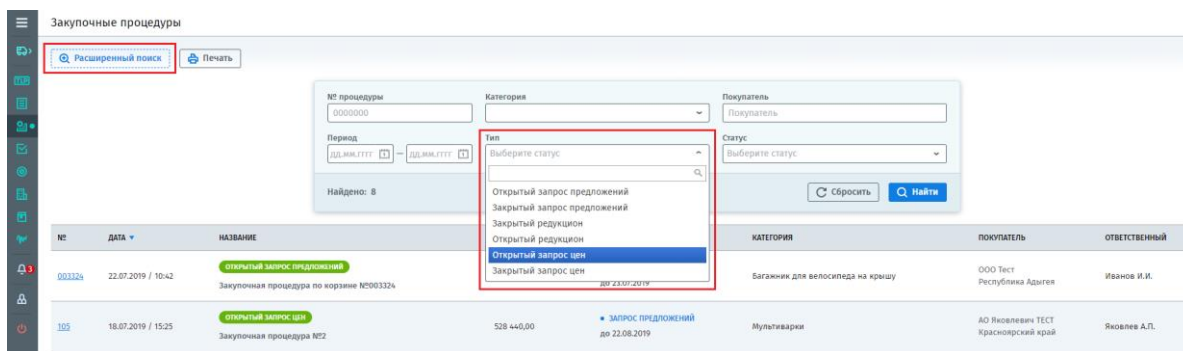 Закупочные процедуры
Расширенный поиск
Печать
№ процедуры
Категория
Покупатель
0000000
Покупатель
Период
Тип
Статус
дд.мм.гггг — дд.мм.гггг
Выберите статус
Выберите статус
Открытый запрос предложений
Закрытый запрос предложений
Закрытый редукцион
Открытый редукцион
Открытый запрос цен
Закрытый запрос цен
Найдено: 8
Сбросить
Найти
№ ДАТА НАЗВАНИЕ КАТЕГОРИЯ ПОКУПАТЕЛЬ ОТВЕТСТВЕННЫЙ
003324 22.07.2019 / 10:42
ОТКРЫТЫЙ ЗАПРОС ПРЕДЛОЖЕНИЙ
Закупочная процедура по корзине №003324
до 23.07.2019
Багажник для велосипеда на крышу
ООО Тест
Республика Адыгея
Иванов И.И.
105 18.07.2019 / 15:25
ОТКРЫТЫЙ ЗАПРОС ЦЕН
Закупочная процедура №2
528 440,00
ЗАПРОС ПРЕДЛОЖЕНИЙ
до 22.08.2019
Мультиварки
АО Яковлевич ТЕСТ
Красноярский край
Яковлев А.П.
3